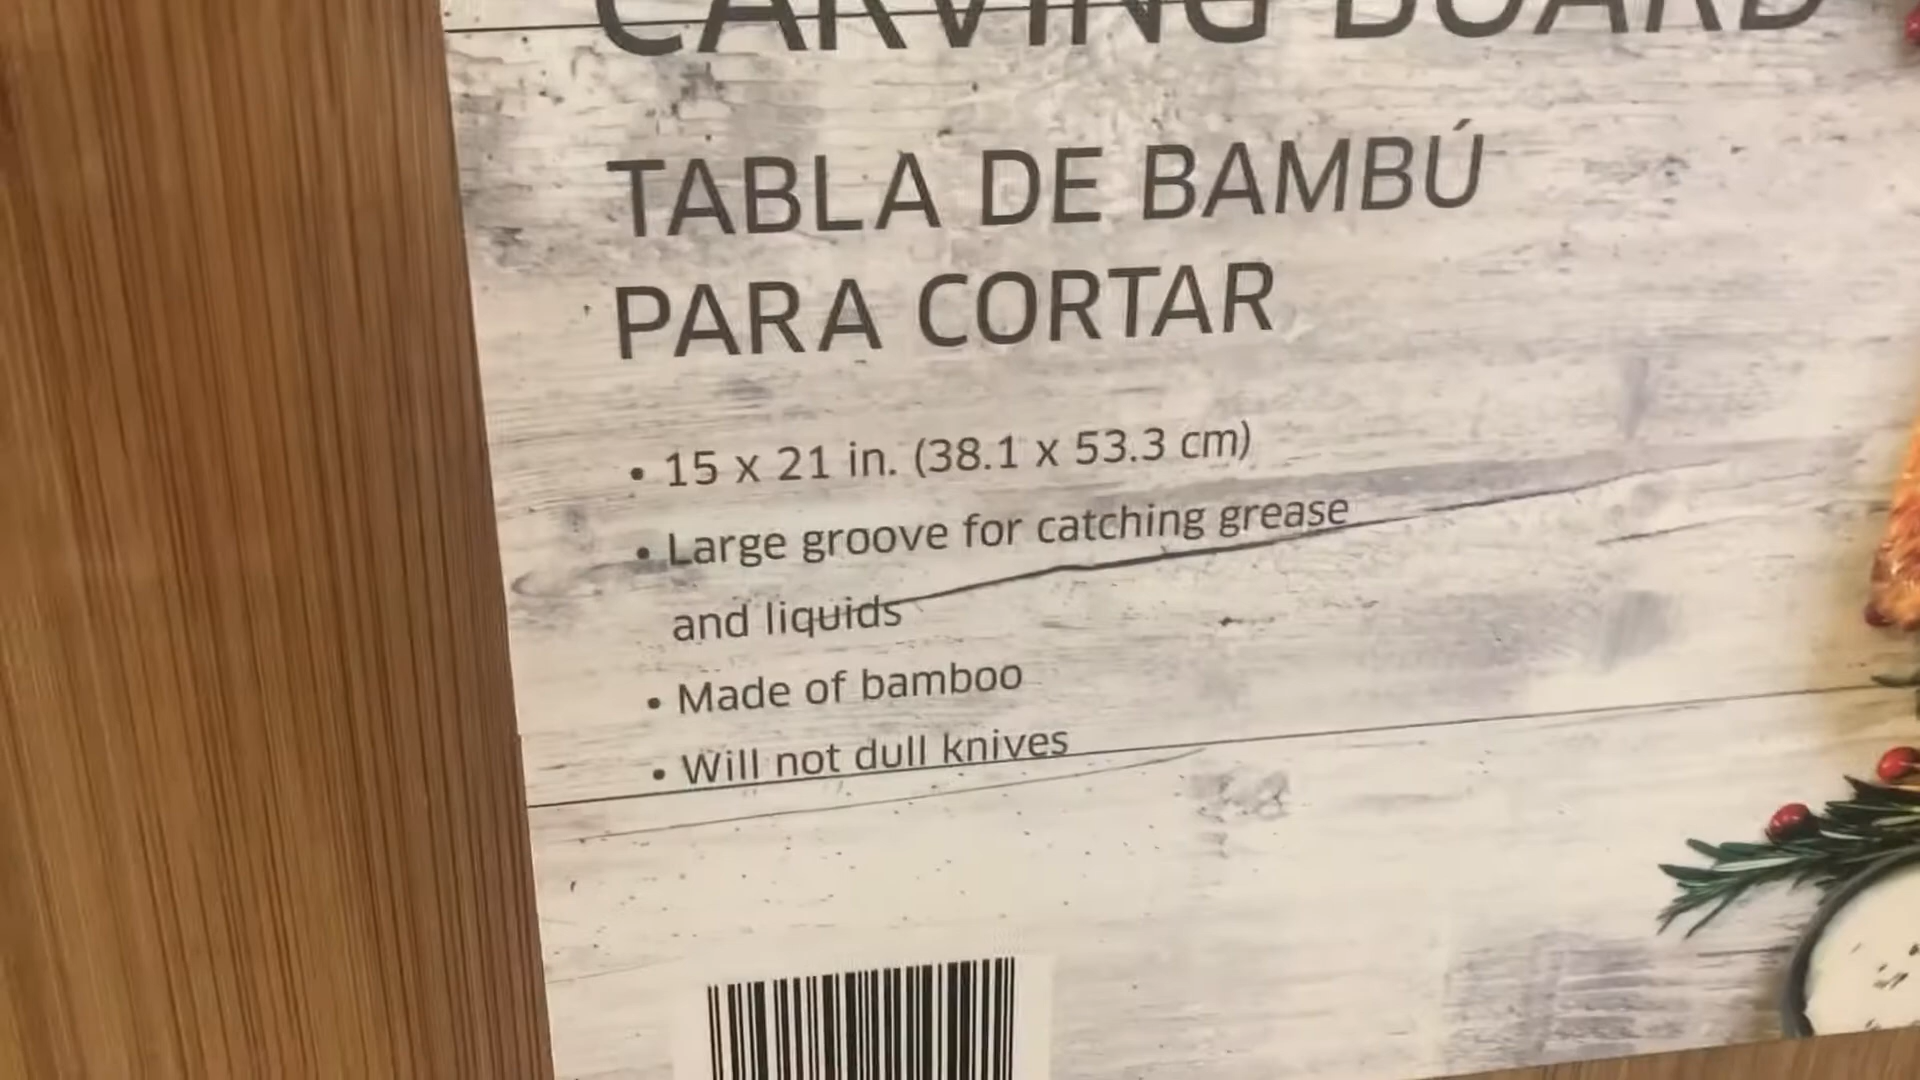 CARVING BOARD
TABLA DE BAMBÚ
PARA CORTAR
• 15 x 21 in. (38.1 x 53.3 cm)
• Large groove for catching grease
and liquids
• Made of bamboo
• Will not dull knives